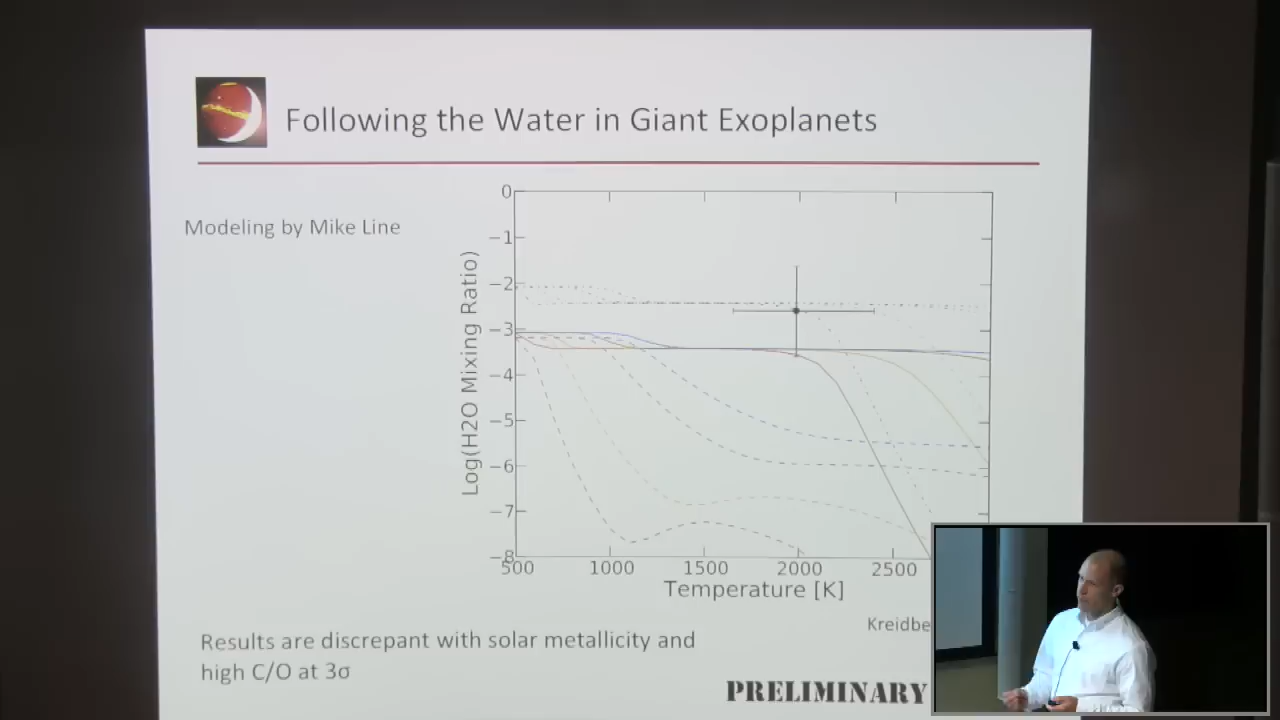 Following the Water in Giant Exoplanets
Modeling by Mike Line
0
−1
−2
−3
−4
−5
−6
−7
−8
Log(H2O Mixing Ratio)
500 1000 1500 2000 2500
Temperature [K]
Kreidbe
Results are discrepant with solar metallicity and
high C/O at 3σ
PRELIMINARY